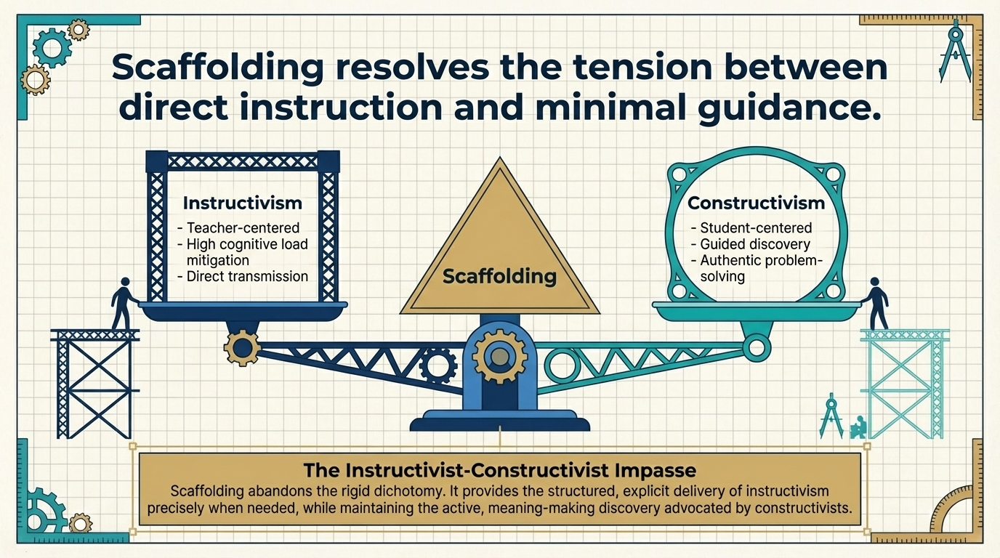 Scaffolding resolves the tension between
direct instruction and minimal guidance.
Instructivism
- Teacher-centered
- High cognitive load
mitigation
- Direct transmission
Scaffolding
Constructivism
- Student-centered
- Guided discovery
- Authentic problem-
solving
The Instructivist-Constructivist Impasse
Scaffolding abandons the rigid dichotomy. It provides the structured, explicit delivery of instructivism
precisely when needed, while maintaining the active, meaning-making discovery advocated by constructivists.